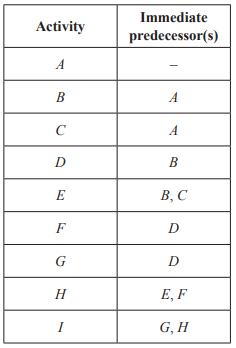 Activity Immediate predecessor(s)
A –
B A
C A
D B
E B, C
F D
G D
H E, F
I G, H